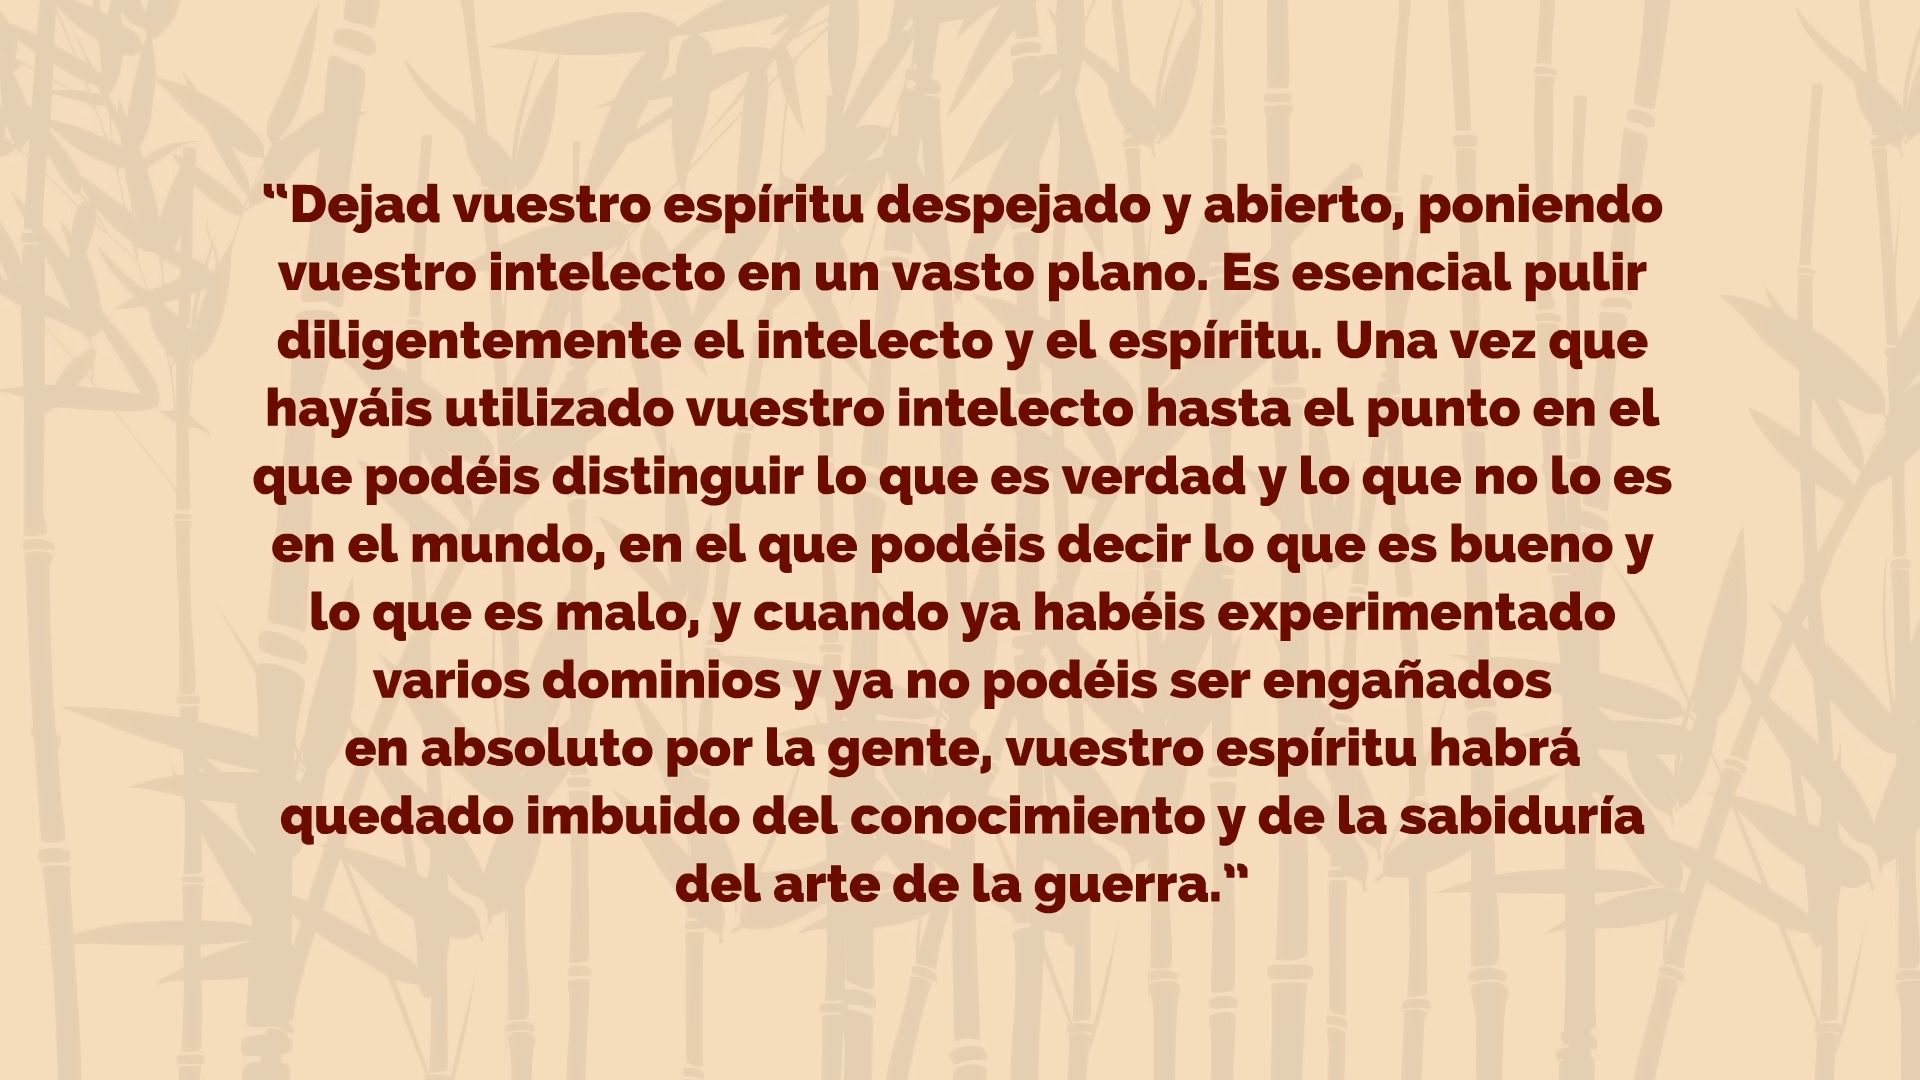 “Dejad vuestro espíritu despejado y abierto, poniendo
vuestro intelecto en un vasto plano. Es esencial pulir
diligentemente el intelecto y el espíritu. Una vez que
hayáis utilizado vuestro intelecto hasta el punto en el
que podéis distinguir lo que es verdad y lo que no lo es
en el mundo, en el que podéis decir lo que es bueno y
lo que es malo, y cuando ya habéis experimentado
varios dominios y ya no podéis ser engañados
en absoluto por la gente, vuestro espíritu habrá
quedado imbuido del conocimiento y de la sabiduría
del arte de la guerra.”